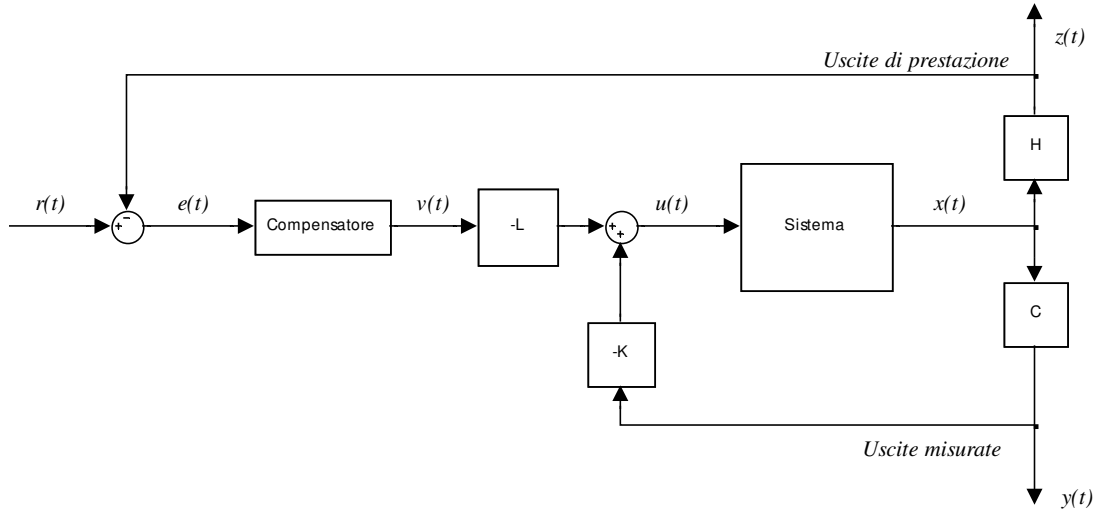 z(t)
Uscite di prestazione
H
r(t)
−
+
e(t)
Compensatore
v(t)
-L
+
+
u(t)
Sistema
x(t)
C
-K
Uscite misurate
y(t)